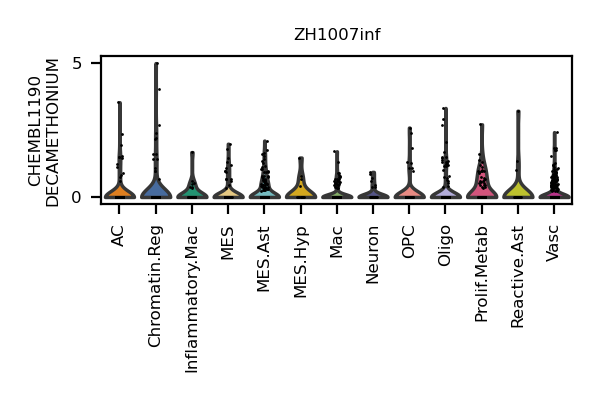 ZH1007inf
CHEMBL1190
DECAMETHONIUM
5
0
AC
Chromatin.Reg
Inflammatory.Mac
MES
MES.Ast
MES.Hyp
Mac
Neuron
OPC
Oligo
Prolif.Metab
Reactive.Ast
Vasc